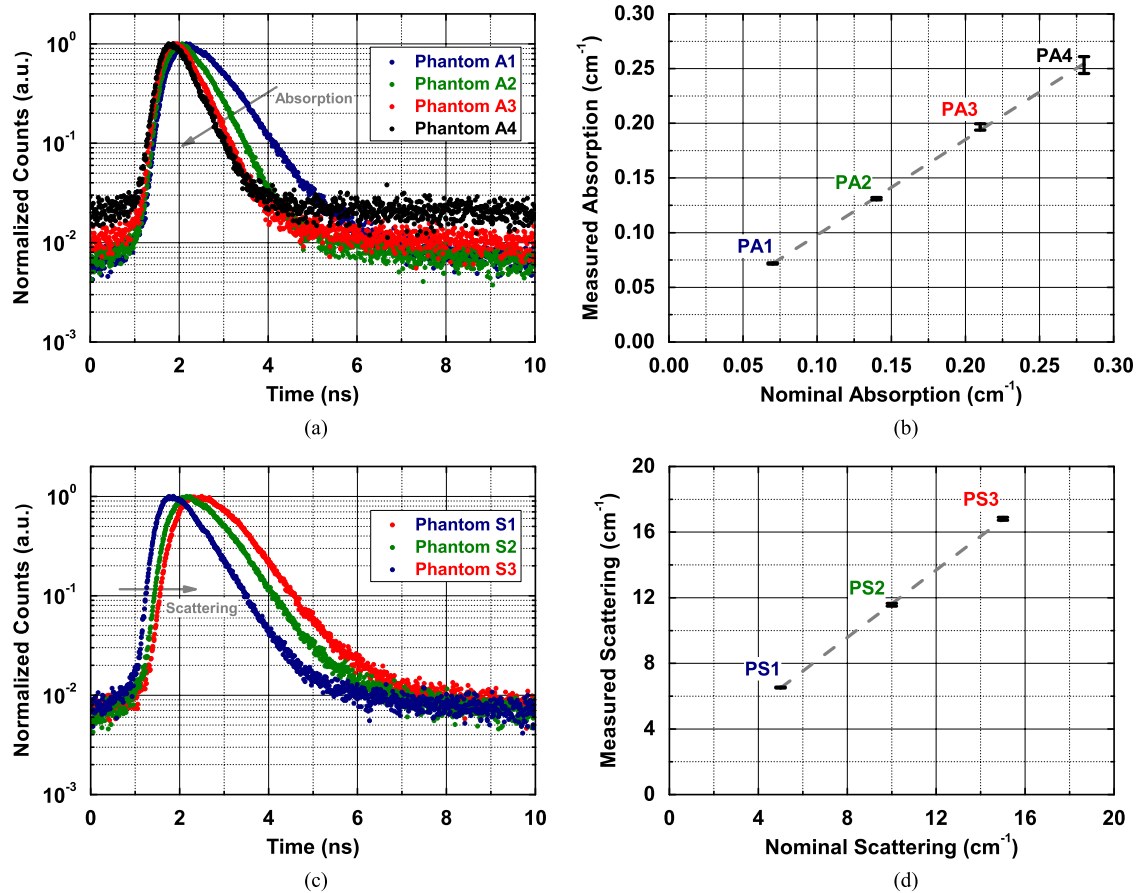 Normalized Counts (a.u.)
10⁰
10⁻¹
10⁻²
10⁻³
Phantom A1
Phantom A2
Phantom A3
Phantom A4
Absorption
0 2 4 6 8 10
Time (ns)
(a)
Measured Absorption (cm⁻¹)
0.30
0.25
0.20
0.15
0.10
0.05
0.00
PA4
PA3
PA2
PA1
0.00 0.05 0.10 0.15 0.20 0.25 0.30
Nominal Absorption (cm⁻¹)
(b)
Normalized Counts (a.u.)
10⁰
10⁻¹
10⁻²
10⁻³
Phantom S1
Phantom S2
Phantom S3
Scattering
0 2 4 6 8 10
Time (ns)
(c)
Measured Scattering (cm⁻¹)
20
16
12
8
4
0
PS3
PS2
PS1
0 4 8 12 16 20
Nominal Scattering (cm⁻¹)
(d)